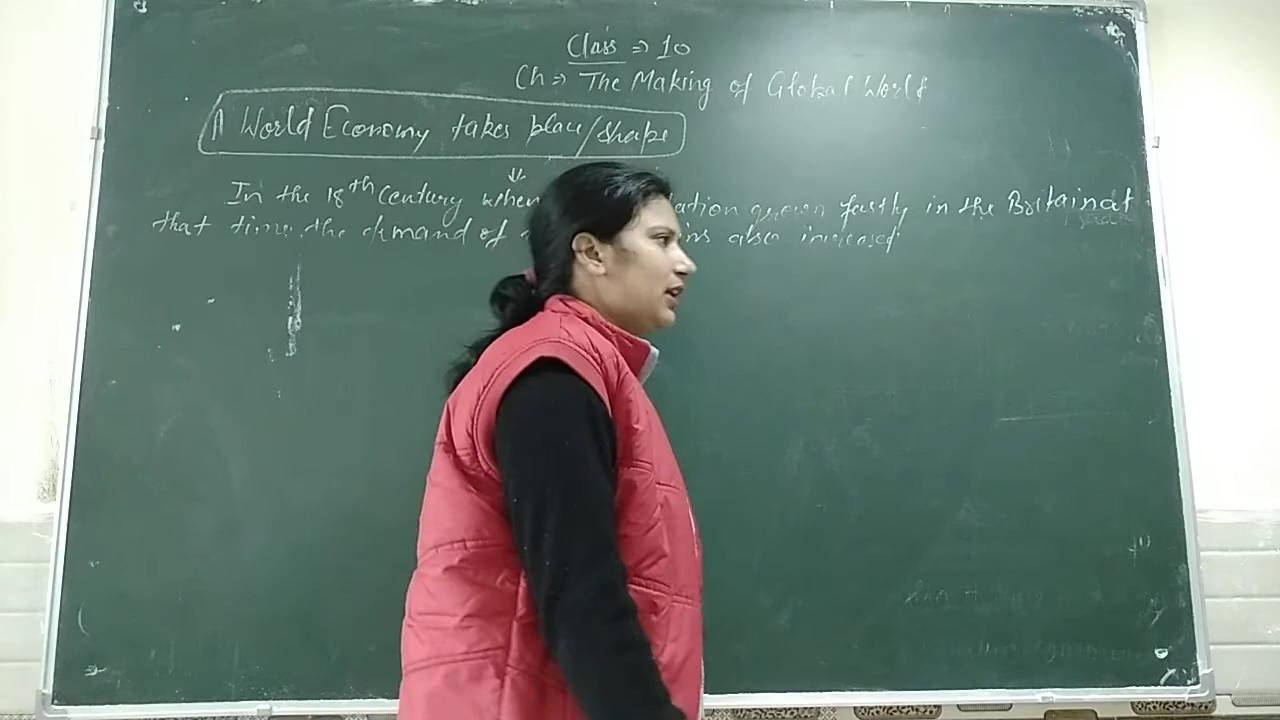 Class ⇒ 10
Ch ⇒ The Making of Global World
A World Economy takes place/shape
In the 18th Century when lation grown fastly in the Britain at
that time, the demand of ins also increased